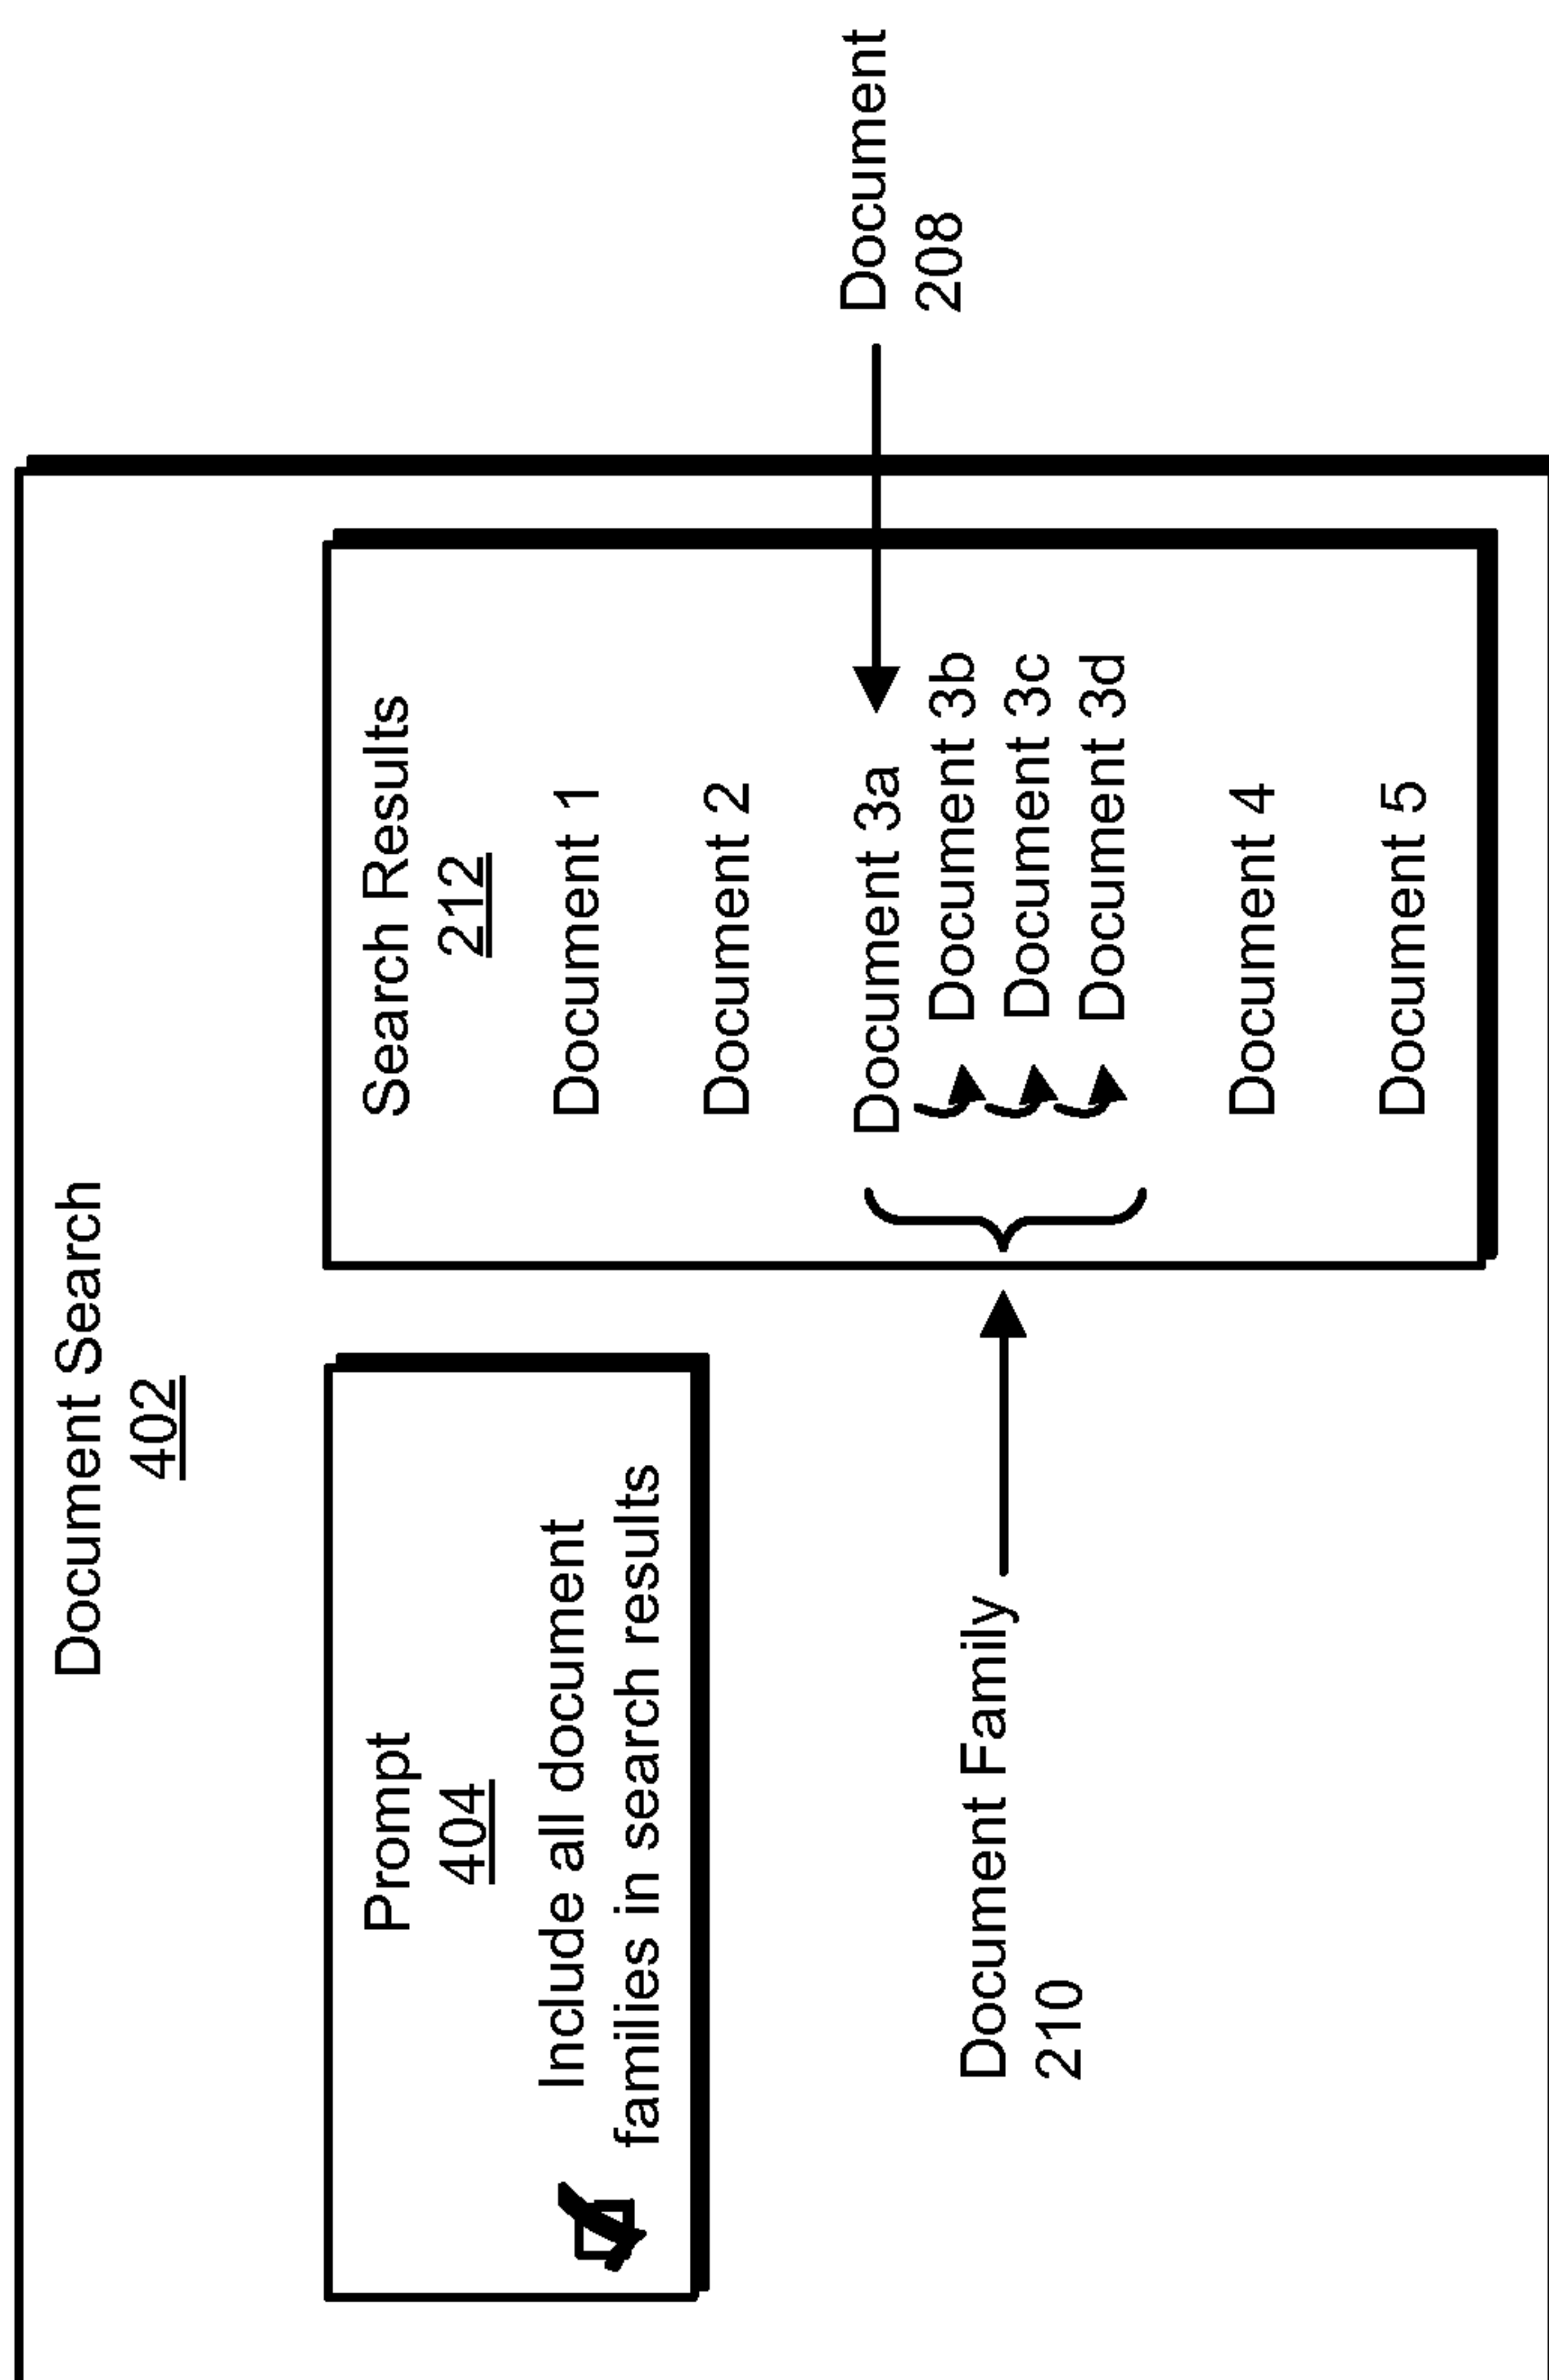 Document Search
402
Prompt
404
Include all document
families in search results
Search Results
212
Document 1
Document 2
Document 3a
Document 3b
Document 3c
Document 3d
Document 4
Document 5
Document Family
210
Document
208